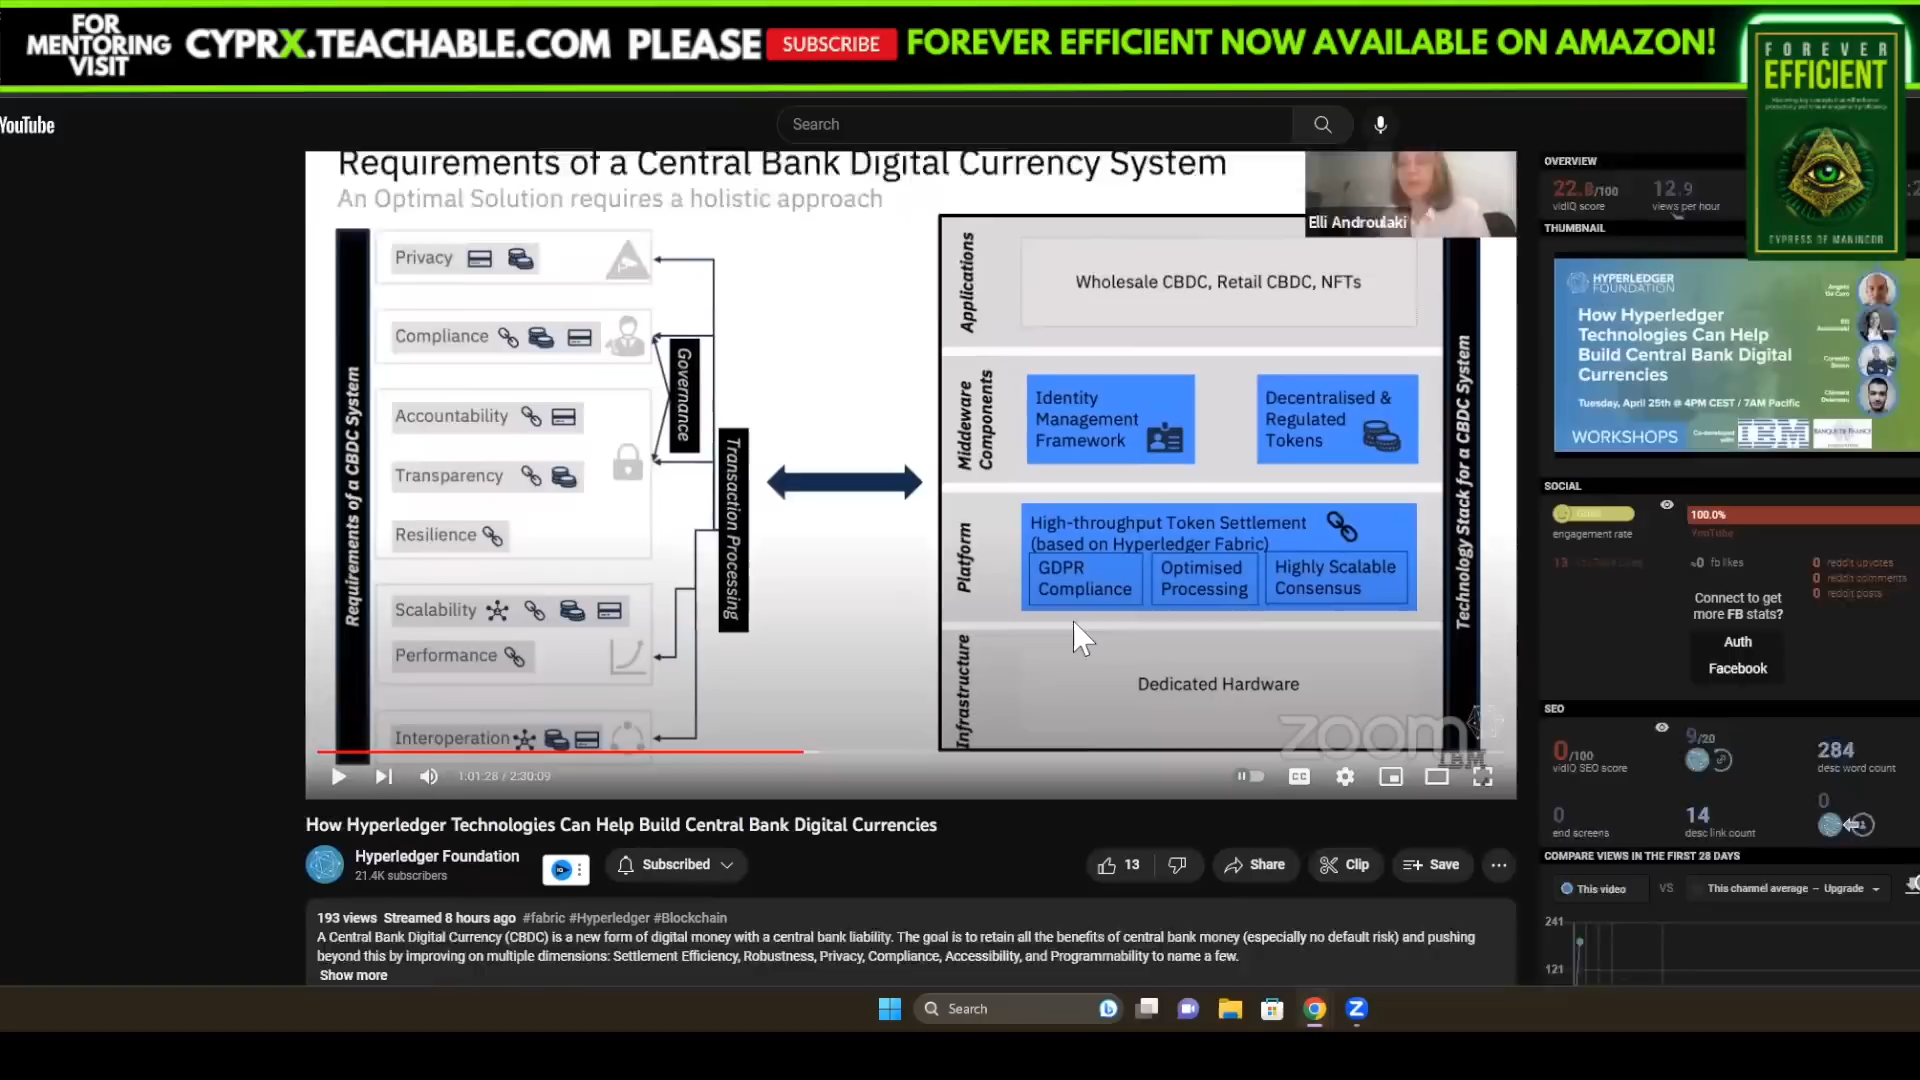 FOR
MENTORING
VISIT
CYPRX.TEACHABLE.COM PLEASE SUBSCRIBE FOREVER EFFICIENT NOW AVAILABLE ON AMAZON!
FOREVER
EFFICIENT
CYPRESS OF MANINCOR
YouTube
Search
Requirements of a Central Bank Digital Currency System
An Optimal Solution requires a holistic approach
Elli Androulaki
Requirements of a CBDC System
Privacy
Compliance
Accountability
Transparency
Resilience
Scalability
Performance
Interoperation
Governance
Transaction Processing
Applications
Wholesale CBDC, Retail CBDC, NFTs
Middleware
Components
Identity
Management
Framework
Decentralised &
Regulated
Tokens
Platform
High-throughput Token Settlement
(based on Hyperledger Fabric)
GDPR
Compliance
Optimised
Processing
Highly Scalable
Consensus
Infrastructure
Dedicated Hardware
Technology Stack for a CBDC System
zoom
IBM
1:01:28 / 2:30:09
CC
How Hyperledger Technologies Can Help Build Central Bank Digital Currencies
Hyperledger Foundation
21.4K subscribers
Subscribed
13
Share
Clip
Save
193 views Streamed 8 hours ago #fabric #Hyperledger #Blockchain
A Central Bank Digital Currency (CBDC) is a new form of digital money with a central bank liability. The goal is to retain all the benefits of central bank money (especially no default risk) and pushing
beyond this by improving on multiple dimensions: Settlement Efficiency, Robustness, Privacy, Compliance, Accessibility, and Programmability to name a few.
Show more
OVERVIEW
22.8/100
vidIQ score
12.9
views per hour
THUMBNAIL
HYPERLEDGER
FOUNDATION
How Hyperledger
Technologies Can Help
Build Central Bank Digital
Currencies
Tuesday, April 25th @ 4PM CEST / 7AM Pacific
WORKSHOPS
IBM
BANQUE DE FRANCE
SOCIAL
engagement rate
100.0%
YouTube
13 YouTube likes
0 fb likes
0 reddit upvotes
0 reddit comments
0 reddit posts
Connect to get
more FB stats?
Auth
Facebook
SEO
0/100
vidIQ SEO score
9/20
284
desc word count
0
end screens
14
desc link count
0
COMPARE VIEWS IN THE FIRST 28 DAYS
This video
VS
This channel average – Upgrade
241
121
Search